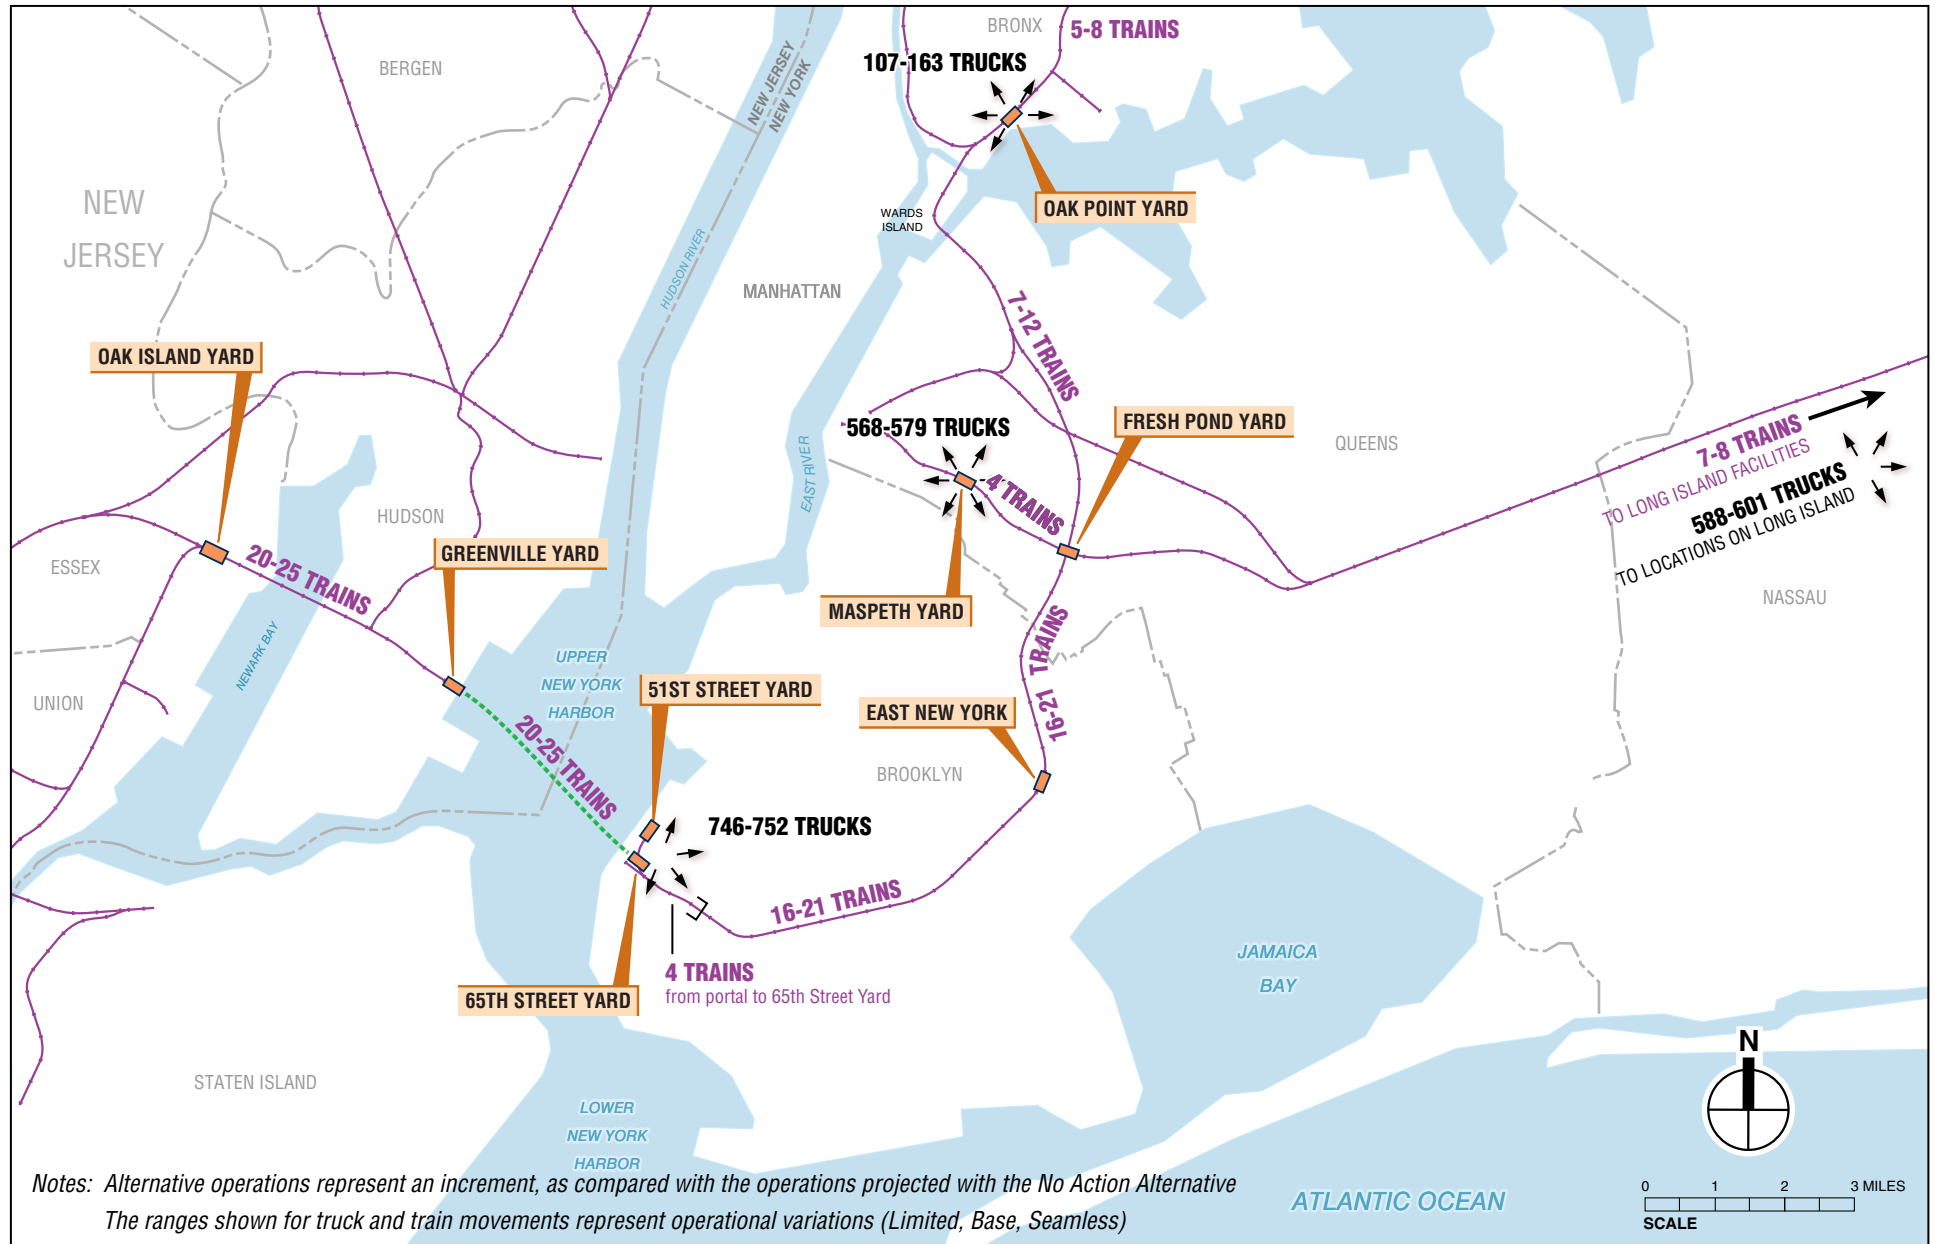 BRONX
5-8 TRAINS
107-163 TRUCKS
BERGEN
NEW JERSEY
NEW YORK
NEW
JERSEY
OAK POINT YARD
WARDS
ISLAND
HUDSON RIVER
MANHATTAN
7-12 TRAINS
OAK ISLAND YARD
568-579 TRUCKS
FRESH POND YARD
QUEENS
7-8 TRAINS
TO LONG ISLAND FACILITIES
588-601 TRUCKS
TO LOCATIONS ON LONG ISLAND
EAST RIVER
4 TRAINS
HUDSON
GREENVILLE YARD
ESSEX
20-25 TRAINS
MASPETH YARD
NASSAU
NEWARK BAY
UPPER
NEW YORK
HARBOR
16-21 TRAINS
51ST STREET YARD
UNION
EAST NEW YORK
20-25 TRAINS
BROOKLYN
746-752 TRUCKS
16-21 TRAINS
4 TRAINS
from portal to 65th Street Yard
65TH STREET YARD
JAMAICA
BAY
STATEN ISLAND
N
LOWER
NEW YORK
HARBOR
Notes: Alternative operations represent an increment, as compared with the operations projected with the No Action Alternative
The ranges shown for truck and train movements represent operational variations (Limited, Base, Seamless)
ATLANTIC OCEAN
0 1 2 3 MILES
SCALE